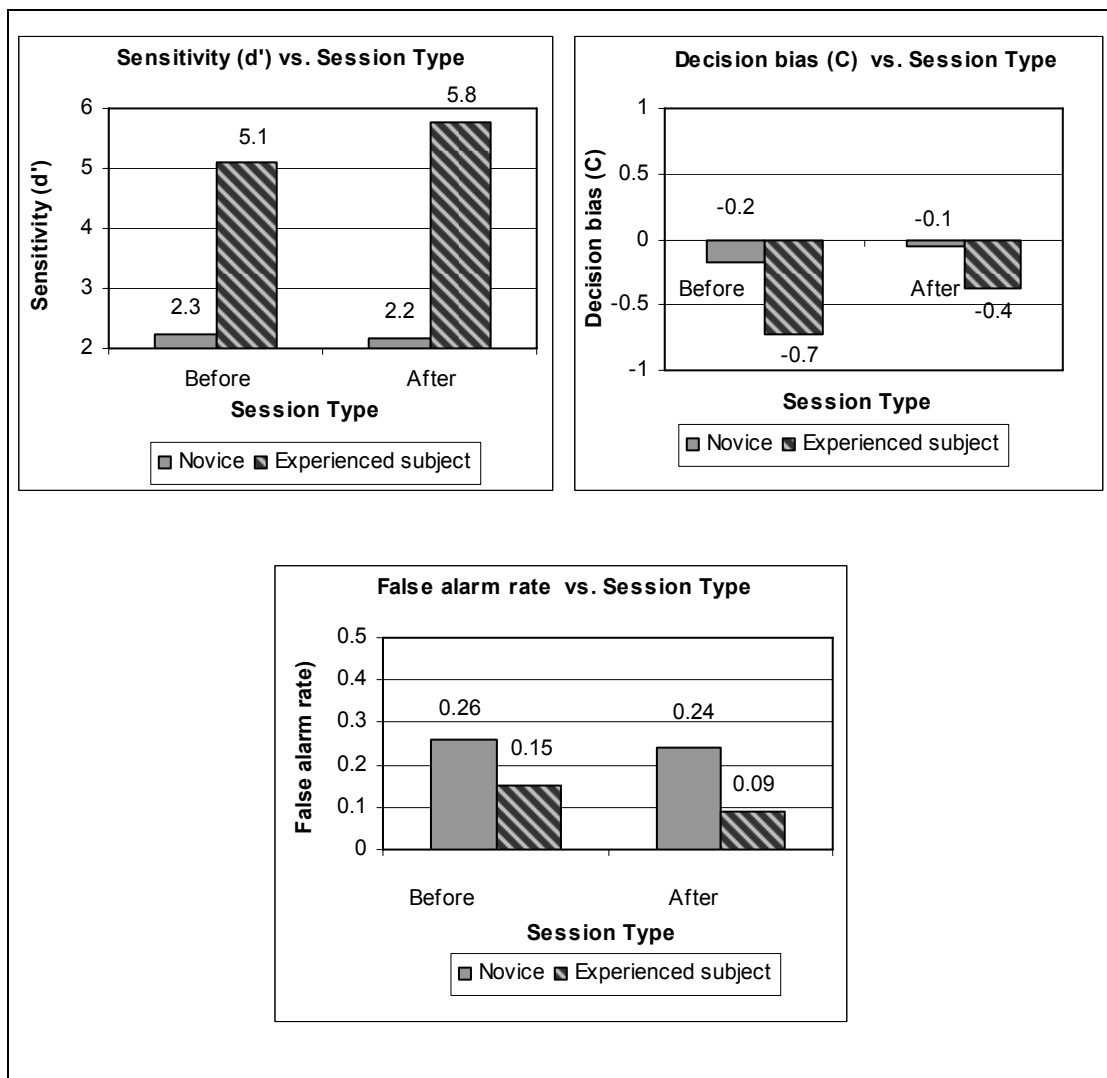 Sensitivity (d') vs. Session Type
Sensitivity (d')
6
5
4
3
2
2.3
5.1
2.2
5.8
Before
After
Session Type
Novice
Experienced subject
Decision bias (C) vs. Session Type
Decision bias (C)
1
0.5
0
-0.5
-1
-0.2
-0.7
-0.1
-0.4
Before
After
Session Type
Novice
Experienced subject
False alarm rate vs. Session Type
False alarm rate)
0.5
0.4
0.3
0.2
0.1
0
0.26
0.15
0.24
0.09
Before
After
Session Type
Novice
Experienced subject